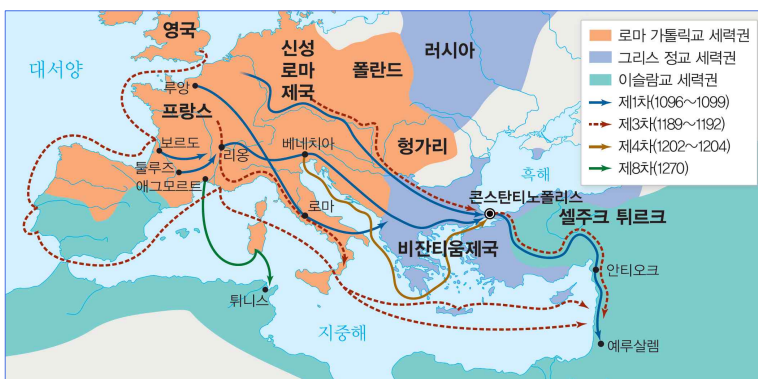 영국
대서양
루앙
프랑스
보르도
툴루즈
애그모르트
리옹
신성
로마
제국
폴란드
러시아
베네치아
헝가리
로마
흑해
콘스탄티노폴리스
셀주크 튀르크
비잔티움제국
안티오크
튀니스
지중해
예루살렘
로마 가톨릭교 세력권
그리스 정교 세력권
이슬람교 세력권
제1차(1096~1099)
제3차(1189~1192)
제4차(1202~1204)
제8차(1270)